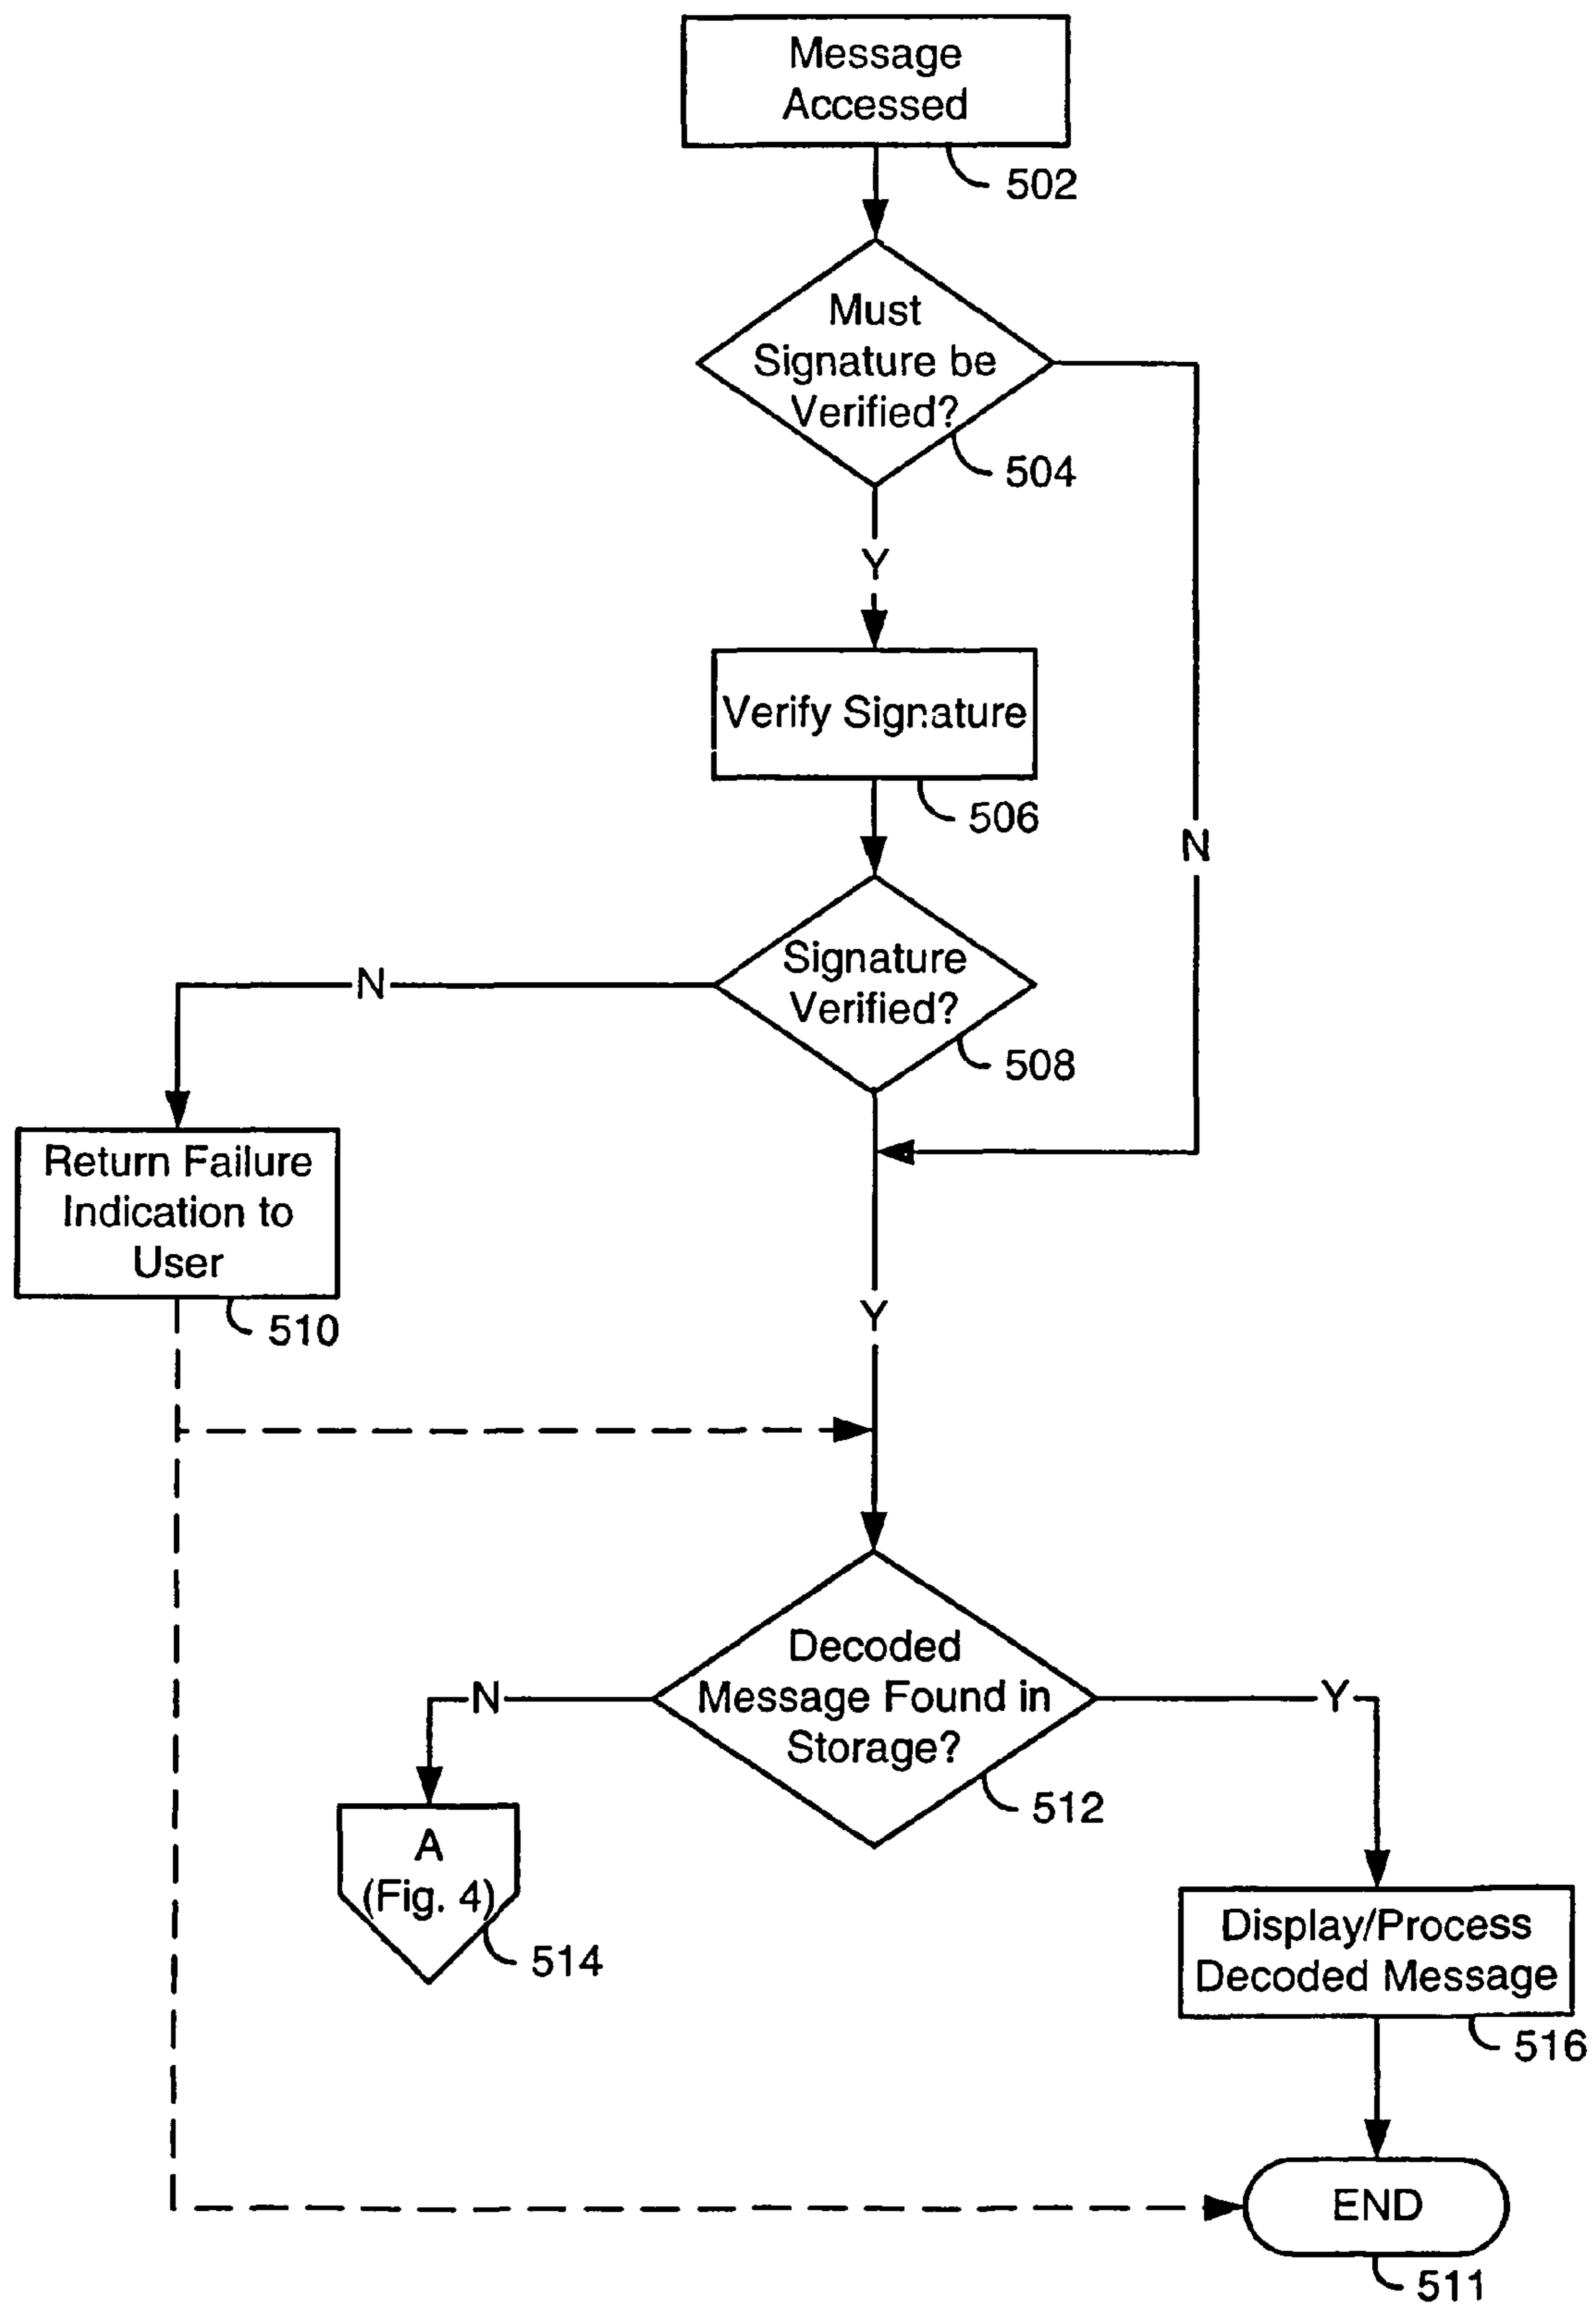 Message
Accessed
502
Must
Signature be
Verified?
504
Y
Verify Signature
506
N
Signature
Verified?
508
N
Return Failure
Indication to
User
510
Y
Decoded
Message Found in
Storage?
512
N
Y
A
(Fig. 4)
514
Display/Process
Decoded Message
516
END
511